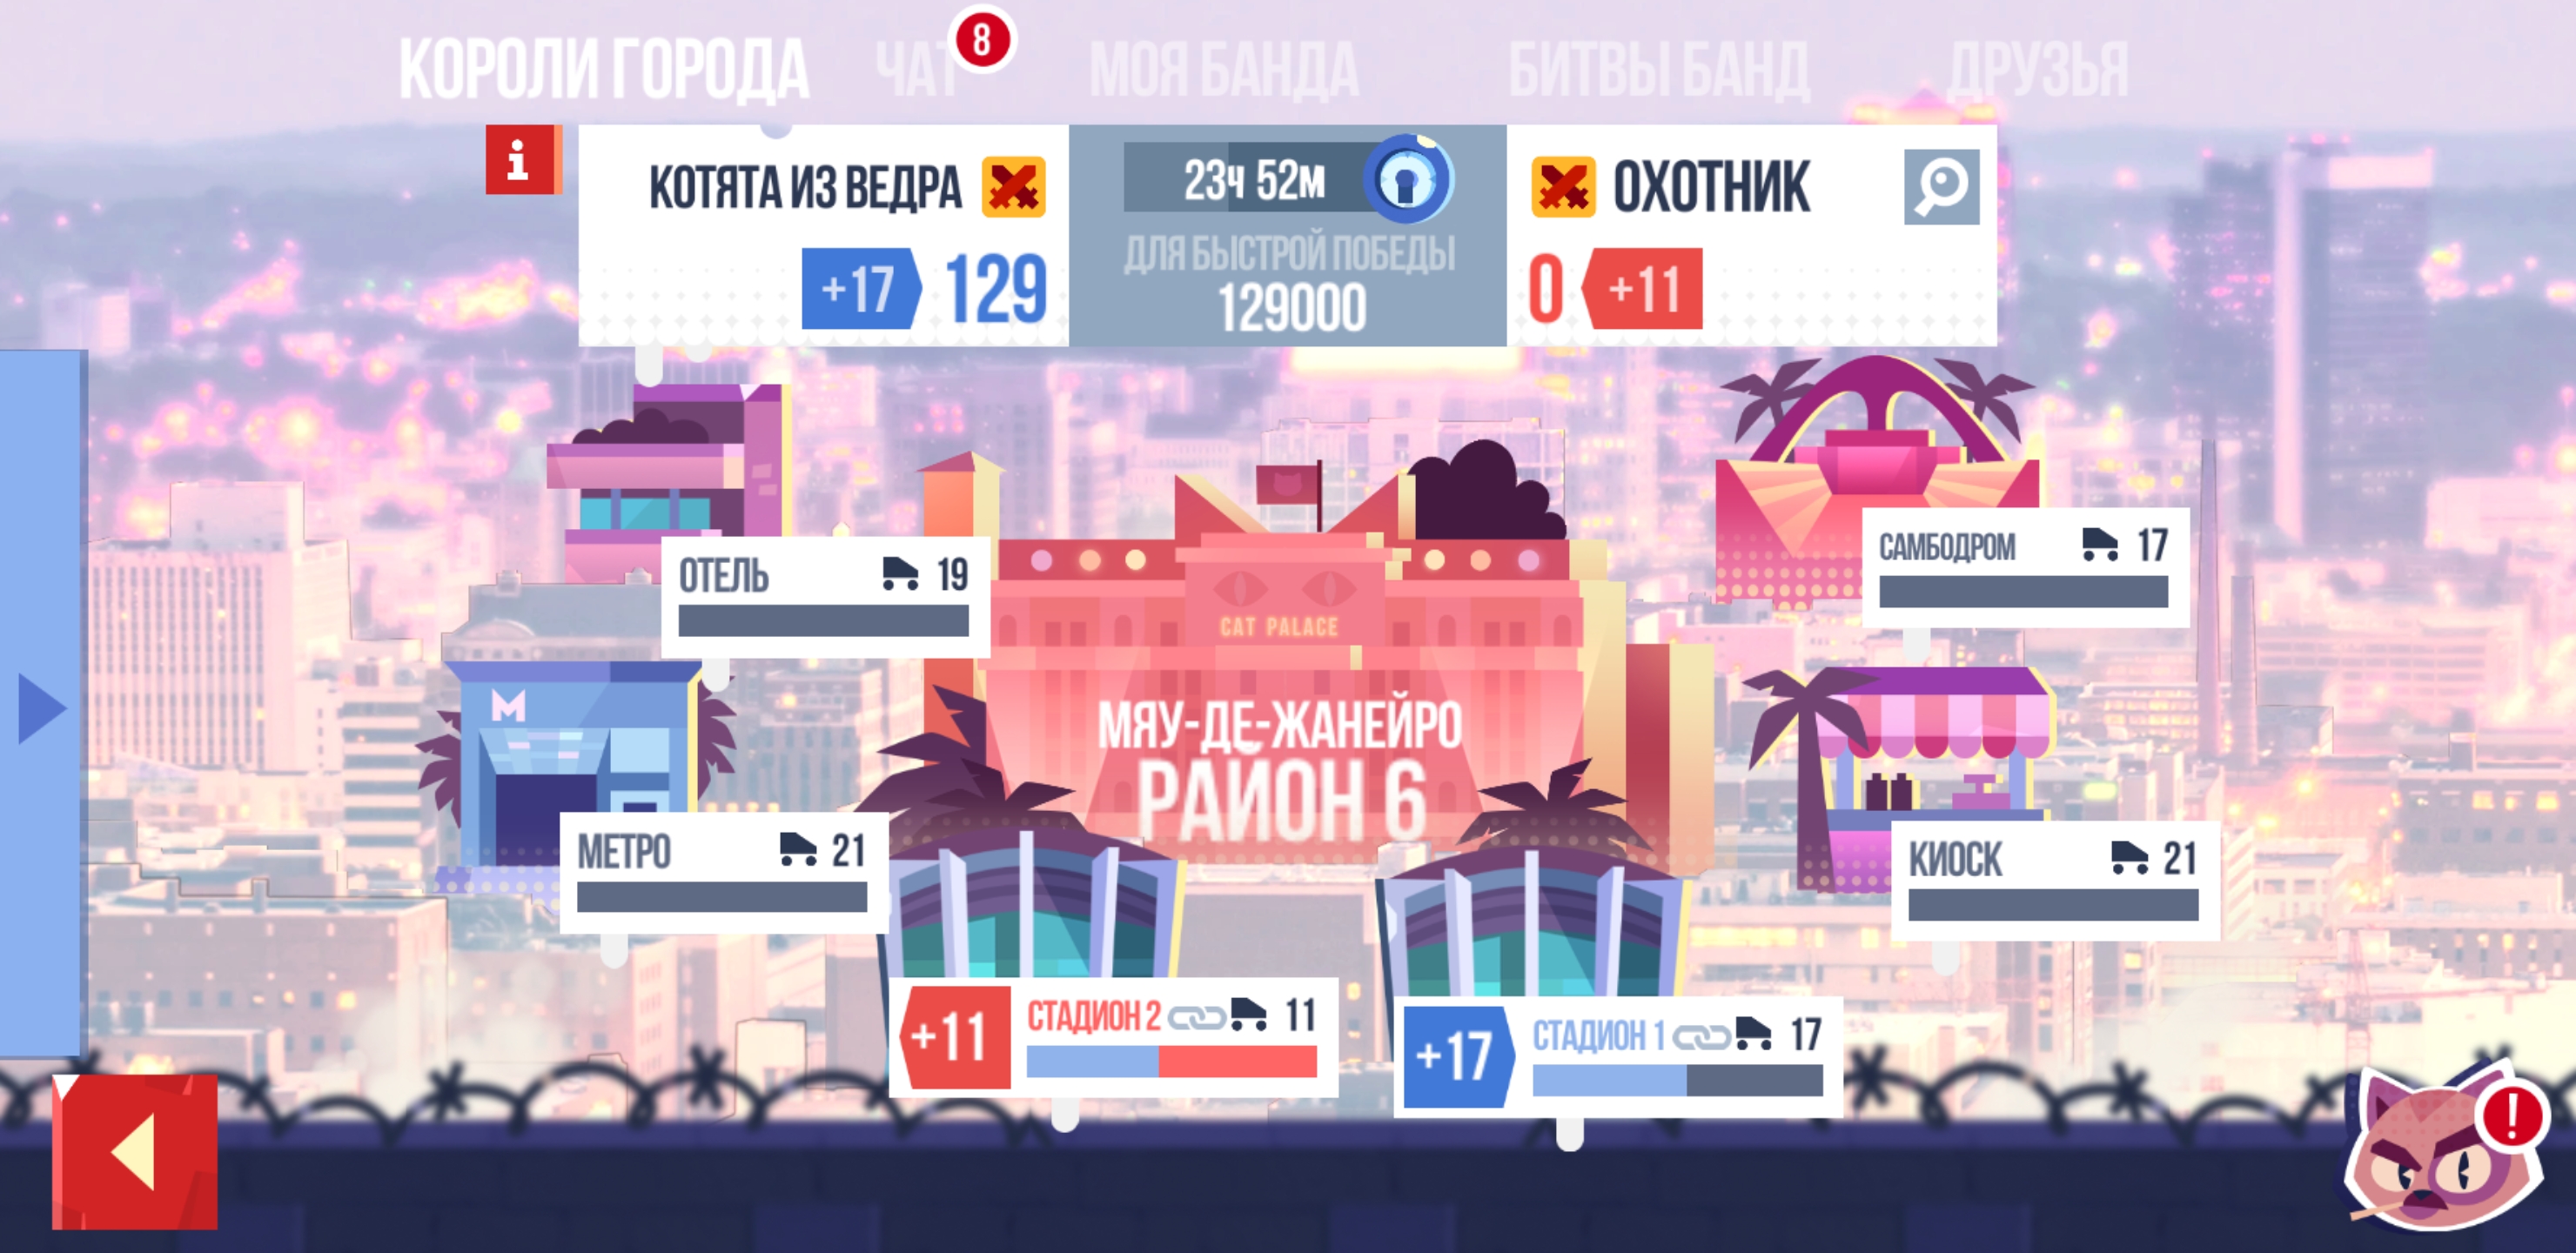 КОРОЛИ ГОРОДА
ЧАТ
8
МОЯ БАНДА
БИТВЫ БАНД
ДРУЗЬЯ
i
КОТЯТА ИЗ ВЕДРА
+17 129
23ч 52м
ДЛЯ БЫСТРОЙ ПОБЕДЫ
129000
ОХОТНИК
0 +11
ОТЕЛЬ 19
САМБОДРОМ 17
CAT PALACE
M
МЯУ-ДЕ-ЖАНЕЙРО
РАЙОН 6
МЕТРО 21
КИОСК 21
+11 СТАДИОН 2 11
+17 СТАДИОН 1 17
!